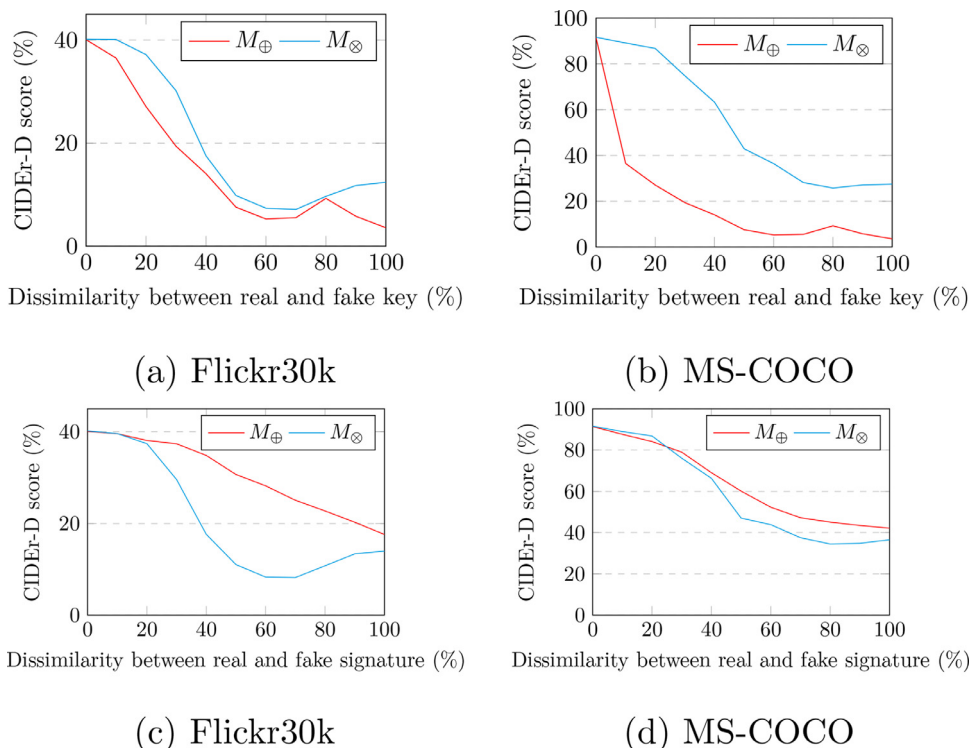 M⊕ M⊗
CIDEr-D score (%)
40
20
0
0 20 40 60 80 100
Dissimilarity between real and fake key (%)
(a) Flickr30k
M⊕ M⊗
CIDEr-D score (%)
100
80
60
40
20
0
0 20 40 60 80 100
Dissimilarity between real and fake key (%)
(b) MS-COCO
M⊕ M⊗
CIDEr-D score (%)
40
20
0
0 20 40 60 80 100
Dissimilarity between real and fake signature (%)
(c) Flickr30k
M⊕ M⊗
CIDEr-D score (%)
100
80
60
40
20
0
0 20 40 60 80 100
Dissimilarity between real and fake signature (%)
(d) MS-COCO